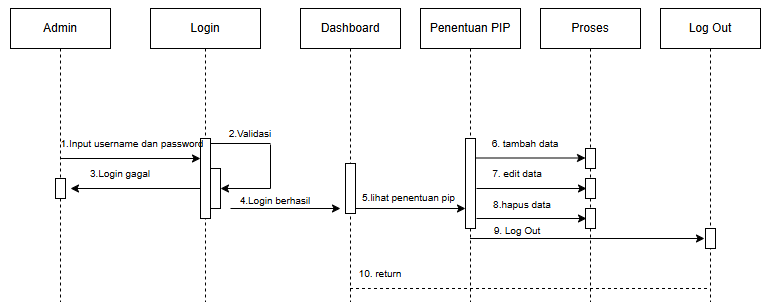 Admin
Login
Dashboard
Penentuan PIP
Proses
Log Out
1.Input username dan password
2.Validasi
3.Login gagal
4.Login berhasil
5.lihat penentuan pip
6. tambah data
7. edit data
8.hapus data
9. Log Out
10. return